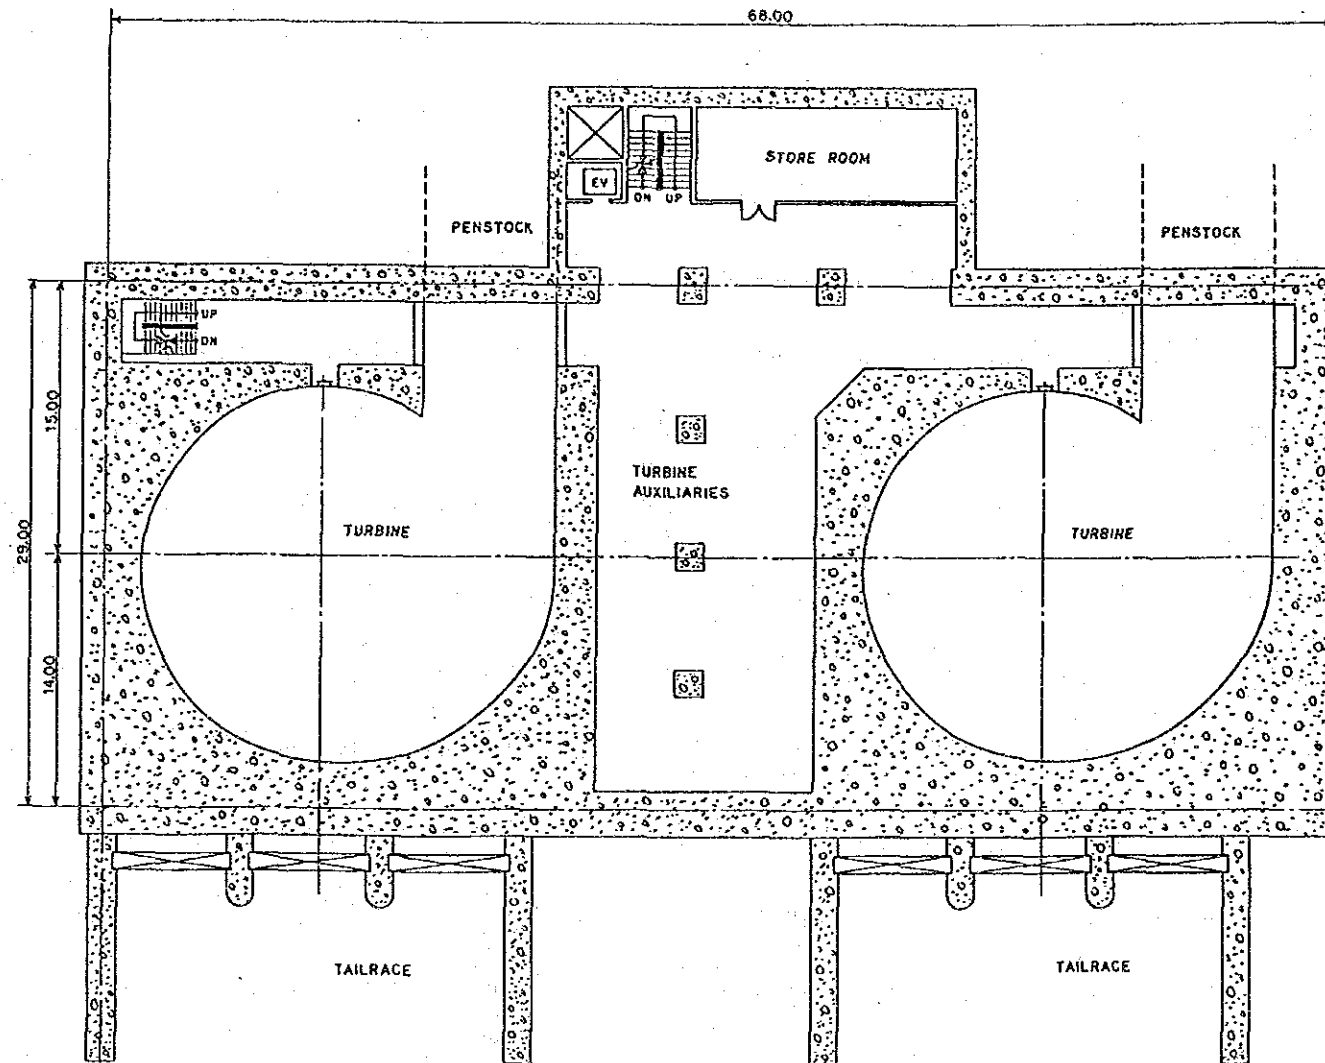 68.00
STORE ROOM
EV
DN UP
PENSTOCK
PENSTOCK
UP
DN
15.00
29.00
14.00
TURBINE
AUXILIARIES
TURBINE
TURBINE
TAILRACE
TAILRACE